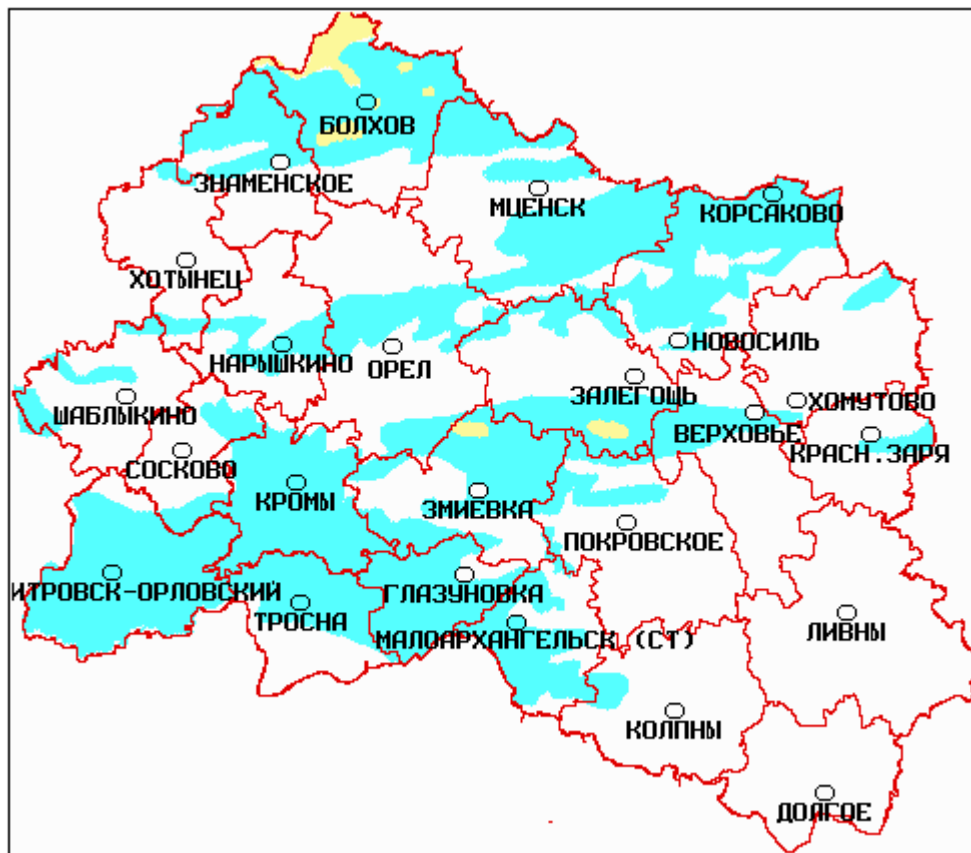 БОЛХОВ
ЗНАМЕНСКОЕ
МЦЕНСК
КОРСАКОВО
ХОТЫНЕЦ
НАРЫШКИНО
ОРЕЛ
НОВОСИЛЬ
ЗАЛЕГОЩЬ
ШАБЛЫКИНО
ХОМУТОВО
ВЕРХОВЬЕ
КРАСН.ЗАРЯ
СОСКОВО
КРОМЫ
ЗМИЕВКА
ПОКРОВСКОЕ
ИТРОВСК-ОРЛОВСКИЙ
ГЛАЗУНОВКА
ТРОСНА
МАЛОАРХАНГЕЛЬСК (СТ)
ЛИВНЫ
КОЛПНЫ
ДОЛГОЕ